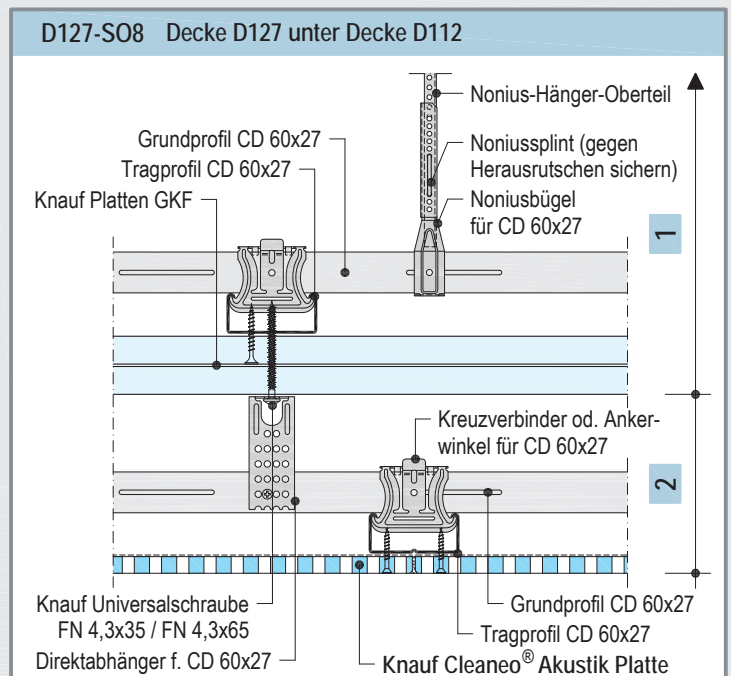 D127-SO8 Decke D127 unter Decke D112
Nonius-Hänger-Oberteil
Grundprofil CD 60x27
Tragprofil CD 60x27
Knauf Platten GKF
Noniussplint (gegen
Herausrutschen sichern)
Noniusbügel
für CD 60x27
1
Kreuzverbinder od. Anker-
winkel für CD 60x27
2
Knauf Universalschraube
FN 4,3x35 / FN 4,3x65
Direktabhänger f. CD 60x27
Grundprofil CD 60x27
Tragprofil CD 60x27
Knauf Cleaneo® Akustik Platte